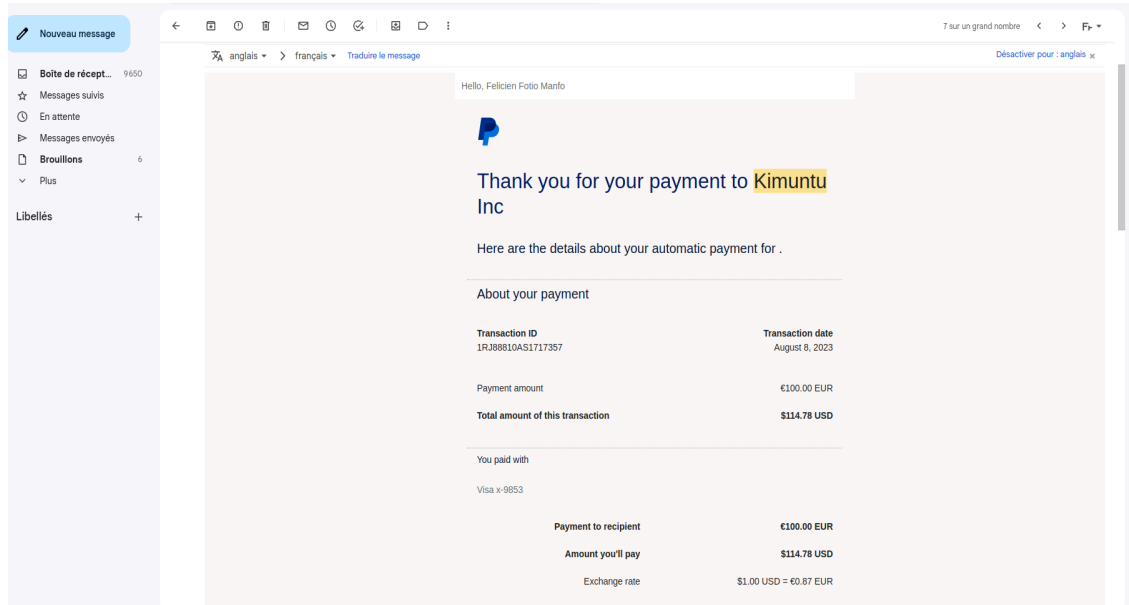 Nouveau message
7 sur un grand nombre
Boîte de récept... 9650
Messages suivis
En attente
Messages envoyés
Brouillons 6
Plus
Libellés
anglais > français Traduire le message Désactiver pour : anglais
Hello, Felicien Fotio Manfo
Thank you for your payment to Kimuntu
Inc
Here are the details about your automatic payment for .
About your payment
Transaction ID Transaction date
1RJ88810AS1717357 August 8, 2023
Payment amount €100.00 EUR
Total amount of this transaction $114.78 USD
You paid with
Visa x-9853
Payment to recipient €100.00 EUR
Amount you'll pay $114.78 USD
Exchange rate $1.00 USD = €0.87 EUR